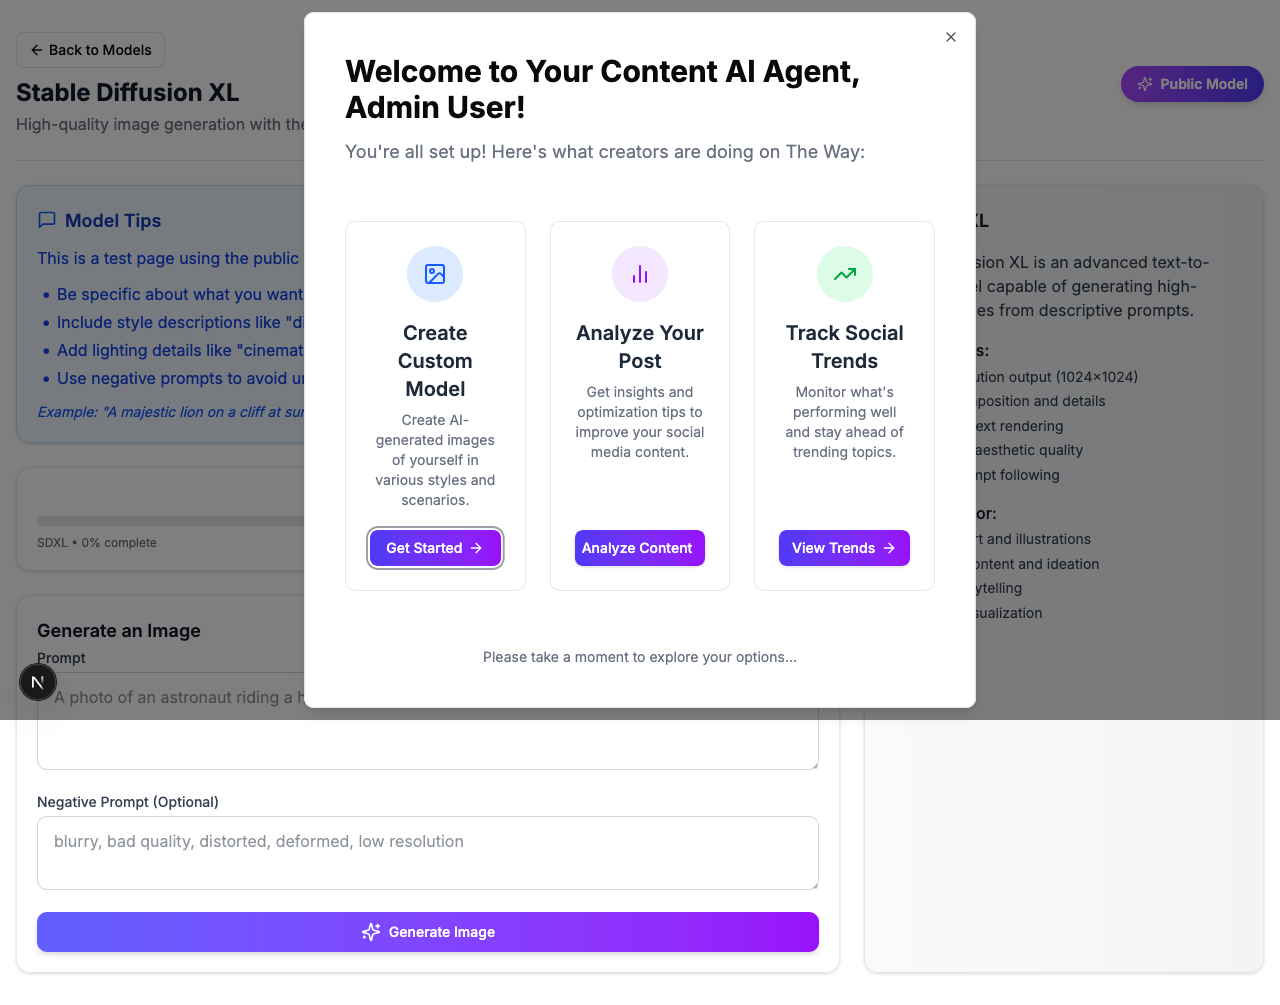 Back to Models
Stable Diffusion XL
High-quality image generation with the
Public Model
Welcome to Your Content AI Agent,
Admin User!
You're all set up! Here's what creators are doing on The Way:
Create
Custom
Model
Create AI-
generated images
of yourself in
various styles and
scenarios.
Get Started
Analyze Your
Post
Get insights and
optimization tips to
improve your social
media content.
Analyze Content
Track Social
Trends
Monitor what's
performing well
and stay ahead of
trending topics.
View Trends
Please take a moment to explore your options...
Model Tips
This is a test page using the public
• Be specific about what you want
• Include style descriptions like "di
• Add lighting details like "cinemat
• Use negative prompts to avoid
Example: "A majestic lion on a cliff at
SDXL • 0% complete
Generate an Image
Prompt
N
A photo of an astronaut riding a
Negative Prompt (Optional)
blurry, bad quality, distorted, deformed, low resolution
Generate Image
XL
sion XL is an advanced text-to-
capable of generating high-
es from descriptive prompts.
s:
ution output (1024×1024)
position and details
ext rendering
aesthetic quality
mpt following
or:
rt and illustrations
ontent and ideation
ytelling
sualization